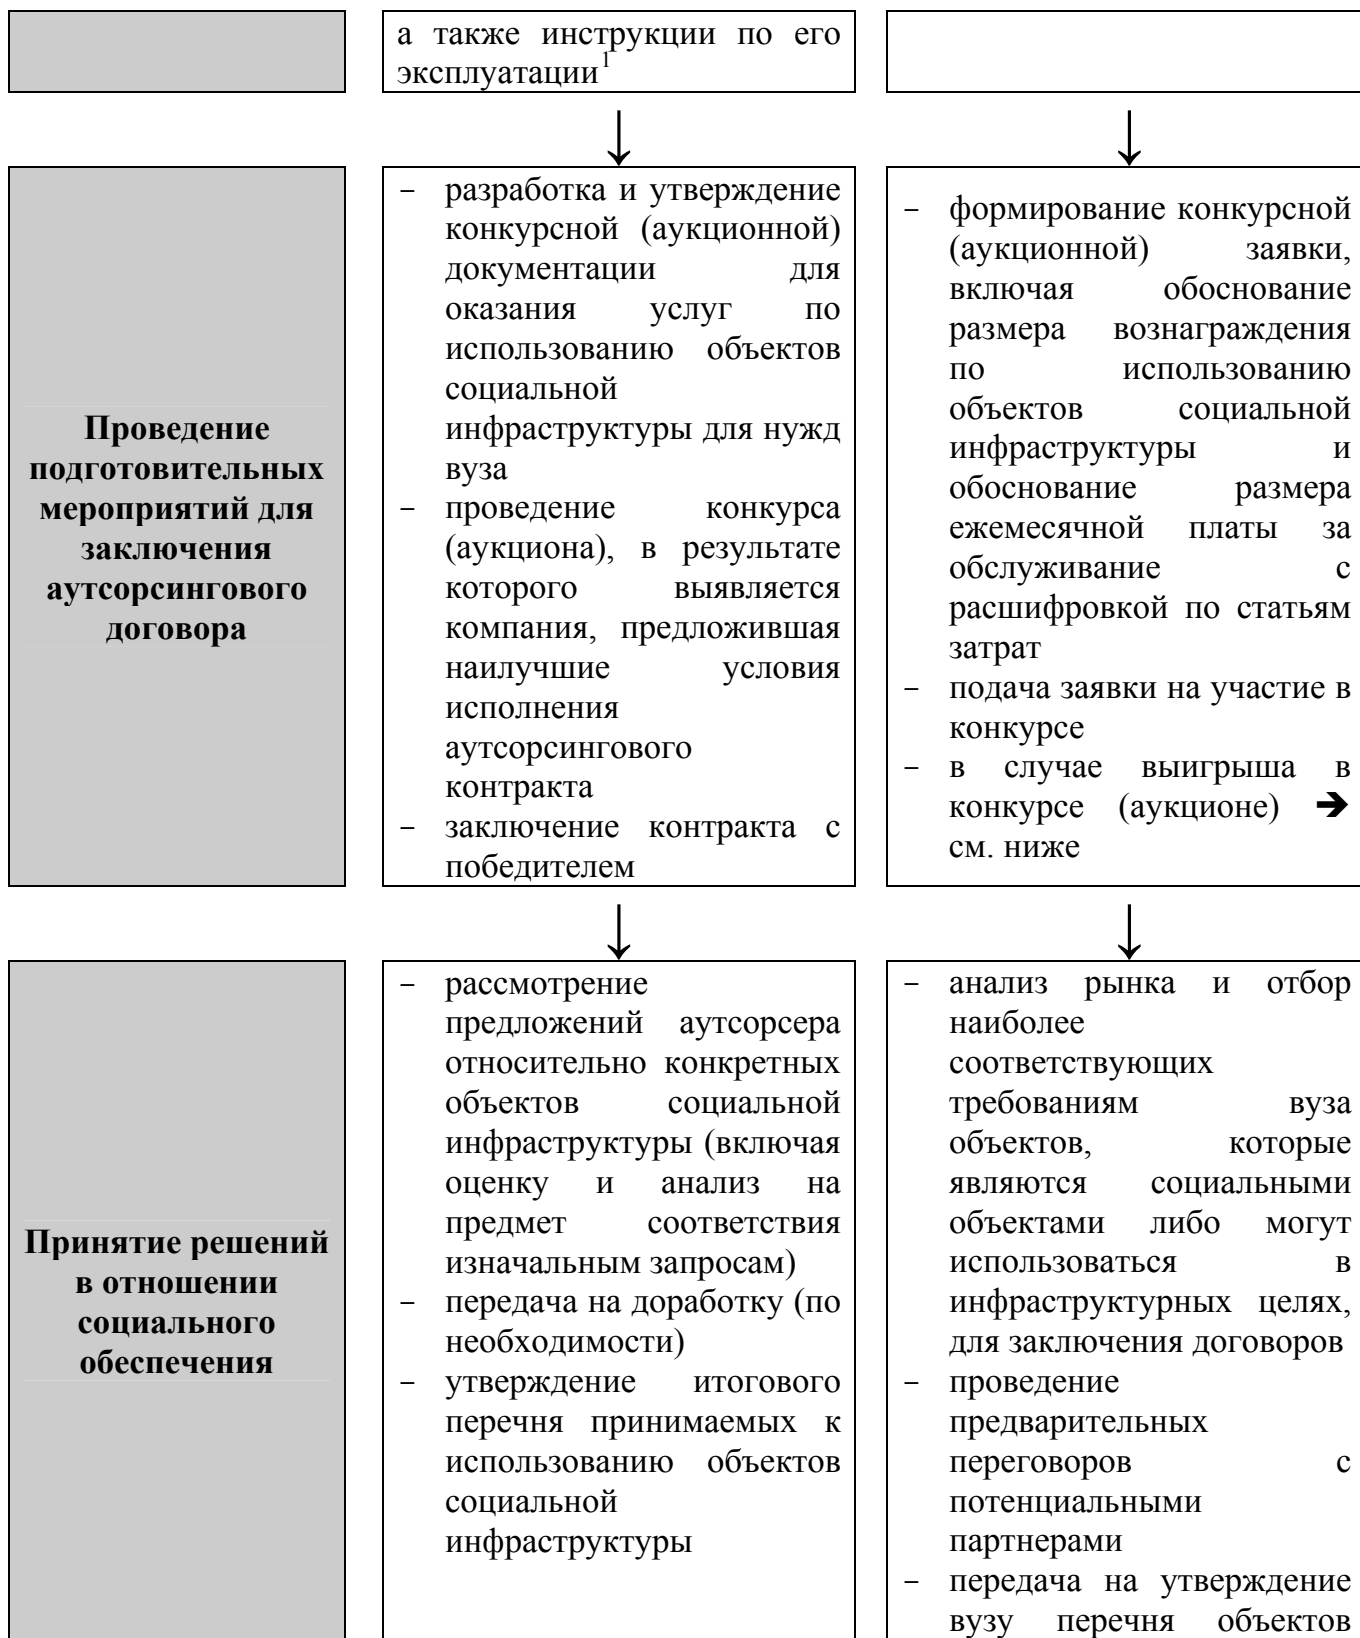 а также инструкции по его
эксплуатации1
Проведение
подготовительных
мероприятий для
заключения
аутсорсингового
договора
- разработка и утверждение
конкурсной (аукционной)
документации для
оказания услуг по
использованию объектов
социальной
инфраструктуры для нужд
вуза
- проведение конкурса
(аукциона), в результате
которого выявляется
компания, предложившая
наилучшие условия
исполнения
аутсорсингового
контракта
- заключение контракта с
победителем
- формирование конкурсной
(аукционной) заявки,
включая обоснование
размера вознаграждения
по использованию
объектов социальной
инфраструктуры и
обоснование размера
ежемесячной платы за
обслуживание с
расшифровкой по статьям
затрат
- подача заявки на участие в
конкурсе
- в случае выигрыша в
конкурсе (аукционе) ➔
см. ниже
Принятие решений
в отношении
социального
обеспечения
- рассмотрение
предложений аутсорсера
относительно конкретных
объектов социальной
инфраструктуры (включая
оценку и анализ на
предмет соответствия
изначальным запросам)
- передача на доработку (по
необходимости)
- утверждение итогового
перечня принимаемых к
использованию объектов
социальной
инфраструктуры
- анализ рынка и отбор
наиболее
соответствующих
требованиям вуза
объектов, которые
являются социальными
объектами либо могут
использоваться в
инфраструктурных целях,
для заключения договоров
- проведение
предварительных
переговоров с
потенциальными
партнерами
- передача на утверждение
вузу перечня объектов